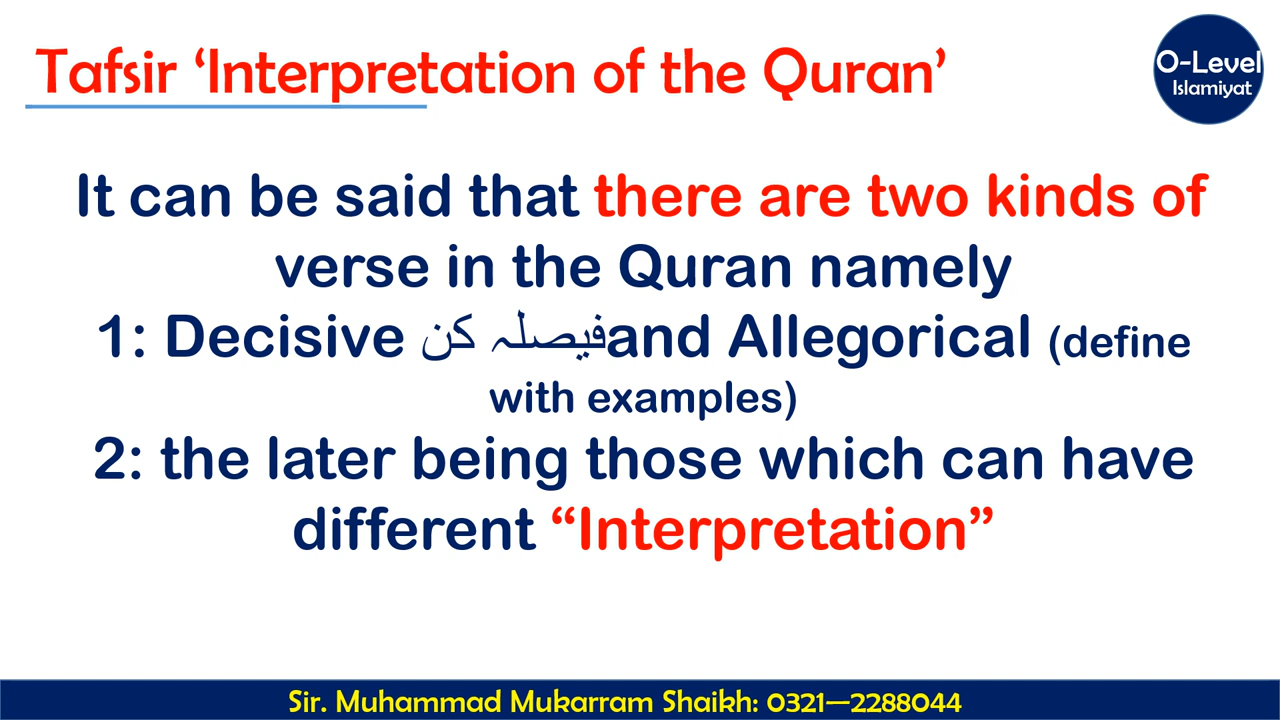 Tafsir ‘Interpretation of the Quran’
O-Level
Islamiyat
It can be said that there are two kinds of
verse in the Quran namely
1: Decisive فیصلہ کن and Allegorical (define
with examples)
2: the later being those which can have
different “Interpretation”
Sir. Muhammad Mukarram Shaikh: 0321—2288044